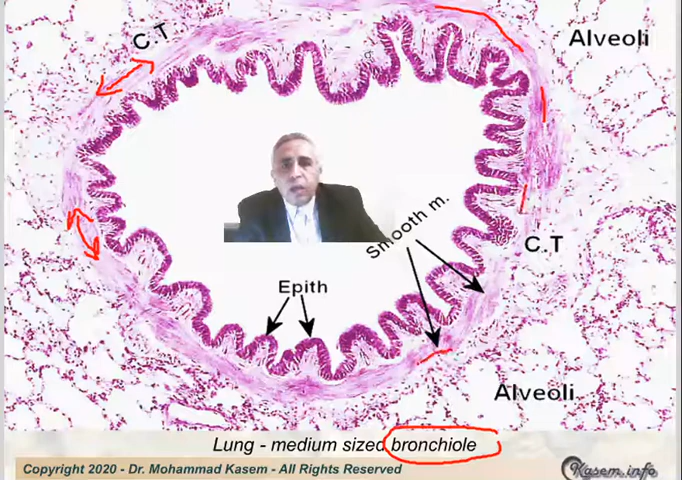 C.T
Alveoli
Smooth m.
C.T
Epith
Alveoli
Lung - medium sized bronchiole
Copyright 2020 - Dr. Mohammad Kasem - All Rights Reserved
Kasem.info